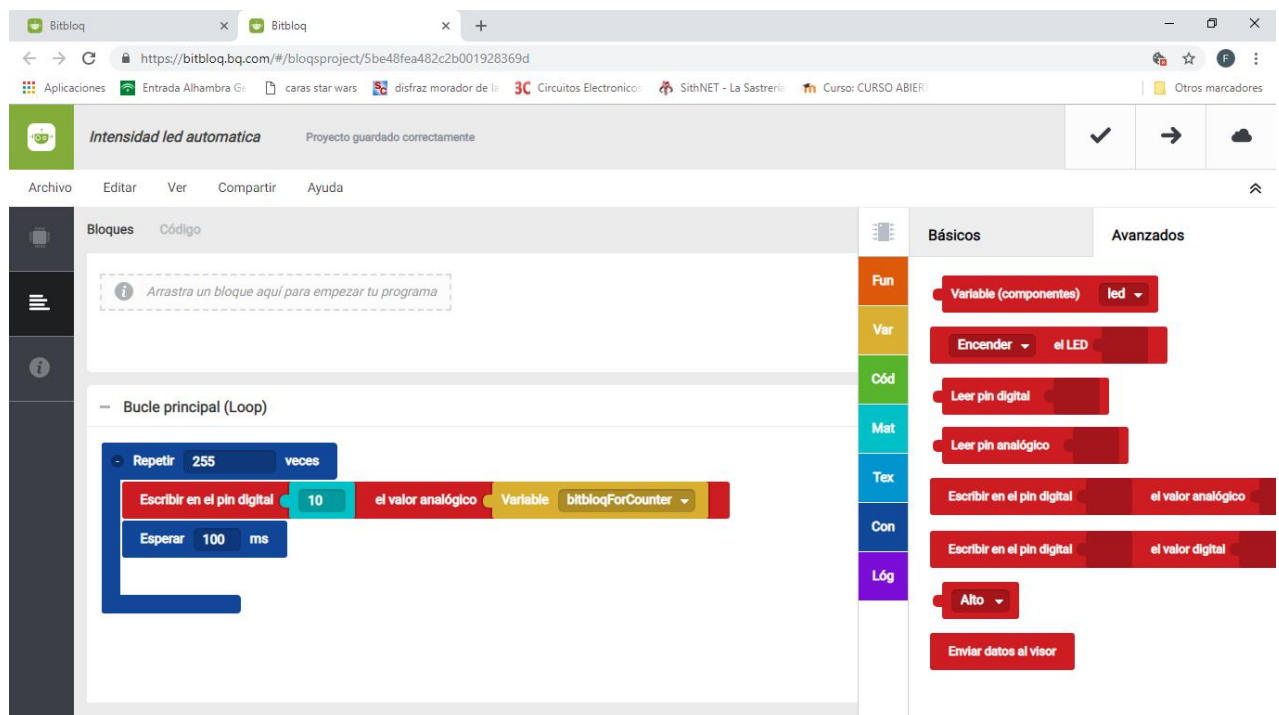 Bitbloq
Bitbloq
https://bitbloq.bq.com/#/bloqsproject/5be48fea482c2b001928369d
F
Aplicaciones Entrada Alhambra Ge caras star wars disfraz morador de la 3C Circuitos Electronicos SithNET - La Sastrería Curso: CURSO ABIER Otros marcadores
Intensidad led automatica Proyecto guardado correctamente
Archivo Editar Ver Compartir Ayuda
Bloques Código
Arrastra un bloque aquí para empezar tu programa
Bucle principal (Loop)
Repetir 255 veces
Escribir en el pin digital 10 el valor analógico Variable bitbloqForCounter
Esperar 100 ms
Fun
Var
Cód
Mat
Tex
Con
Lóg
Básicos Avanzados
Variable (componentes) led
Encender el LED
Leer pin digital
Leer pin analógico
Escribir en el pin digital el valor analógico
Escribir en el pin digital el valor digital
Alto
Enviar datos al visor